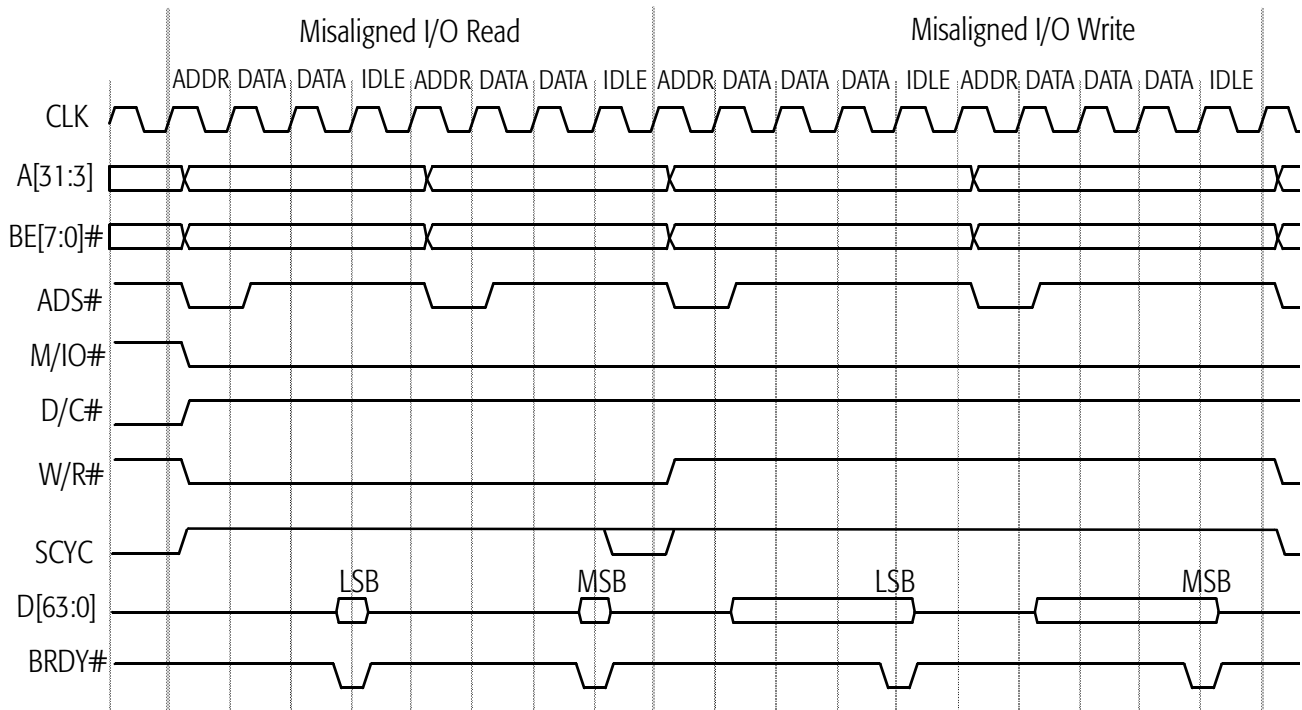 Misaligned I/O Read
Misaligned I/O Write
ADDR DATA DATA IDLE ADDR DATA DATA IDLE ADDR DATA DATA DATA IDLE ADDR DATA DATA DATA IDLE
CLK
A[31:3]
BE[7:0]#
ADS#
M/IO#
D/C#
W/R#
SCYC
LSB MSB LSB MSB
D[63:0]
BRDY#